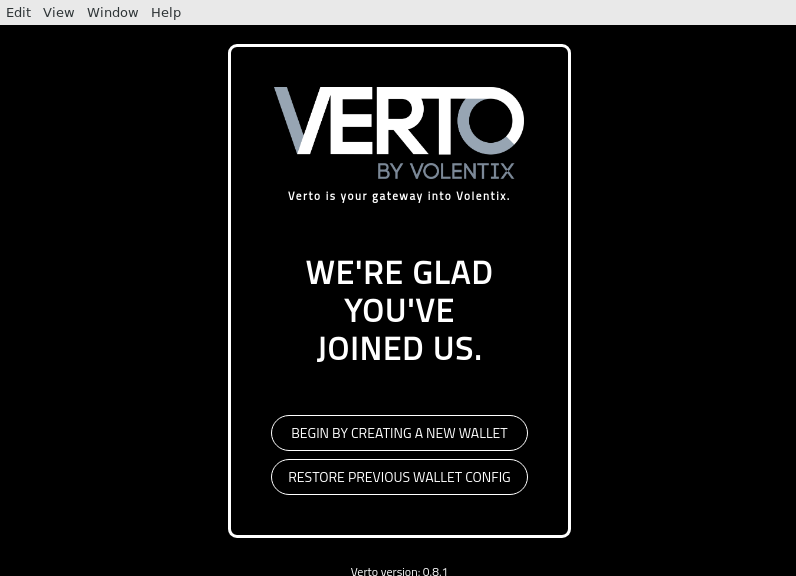 Edit View Window Help
VERTO
BY VOLENTIX
Verto is your gateway into Volentix.
WE'RE GLAD
YOU'VE
JOINED US.
BEGIN BY CREATING A NEW WALLET
RESTORE PREVIOUS WALLET CONFIG
Verto version: 0.8.1